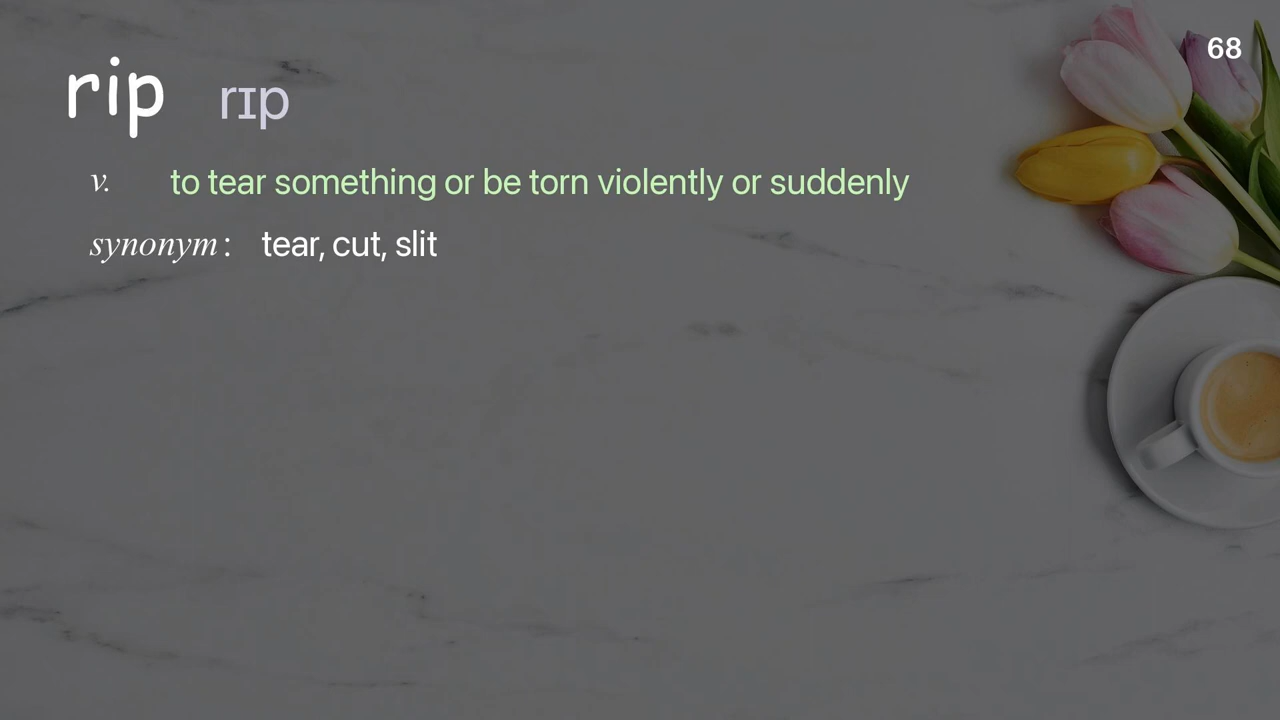 68
rip rɪp
v. to tear something or be torn violently or suddenly
synonym: tear, cut, slit